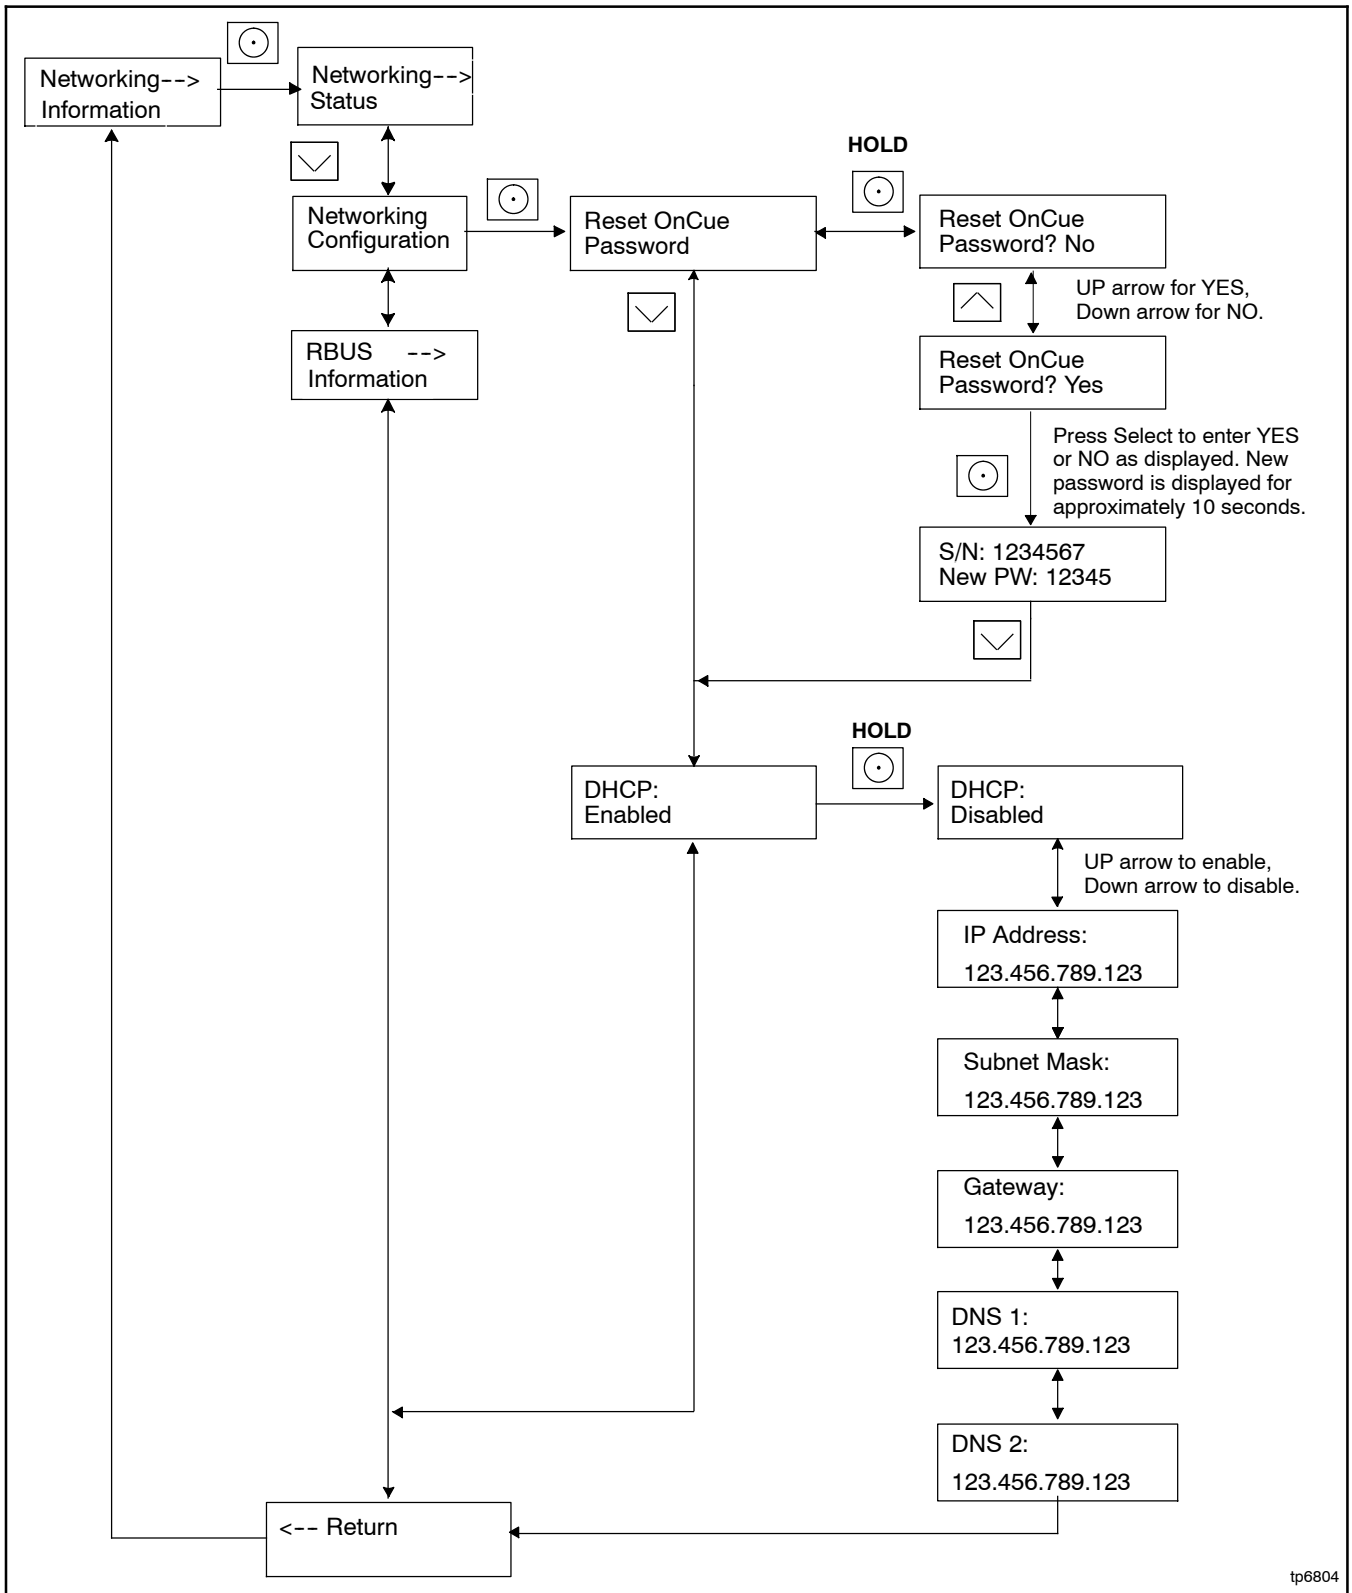 Networking-->
Information
Networking-->
Status
Networking
Configuration
RBUS -->
Information
Reset OnCue
Password
HOLD
Reset OnCue
Password? No
UP arrow for YES,
Down arrow for NO.
Reset OnCue
Password? Yes
Press Select to enter YES
or NO as displayed. New
password is displayed for
approximately 10 seconds.
S/N: 1234567
New PW: 12345
DHCP:
Enabled
HOLD
DHCP:
Disabled
UP arrow to enable,
Down arrow to disable.
IP Address:
123.456.789.123
Subnet Mask:
123.456.789.123
Gateway:
123.456.789.123
DNS 1:
123.456.789.123
DNS 2:
123.456.789.123
<-- Return
tp6804